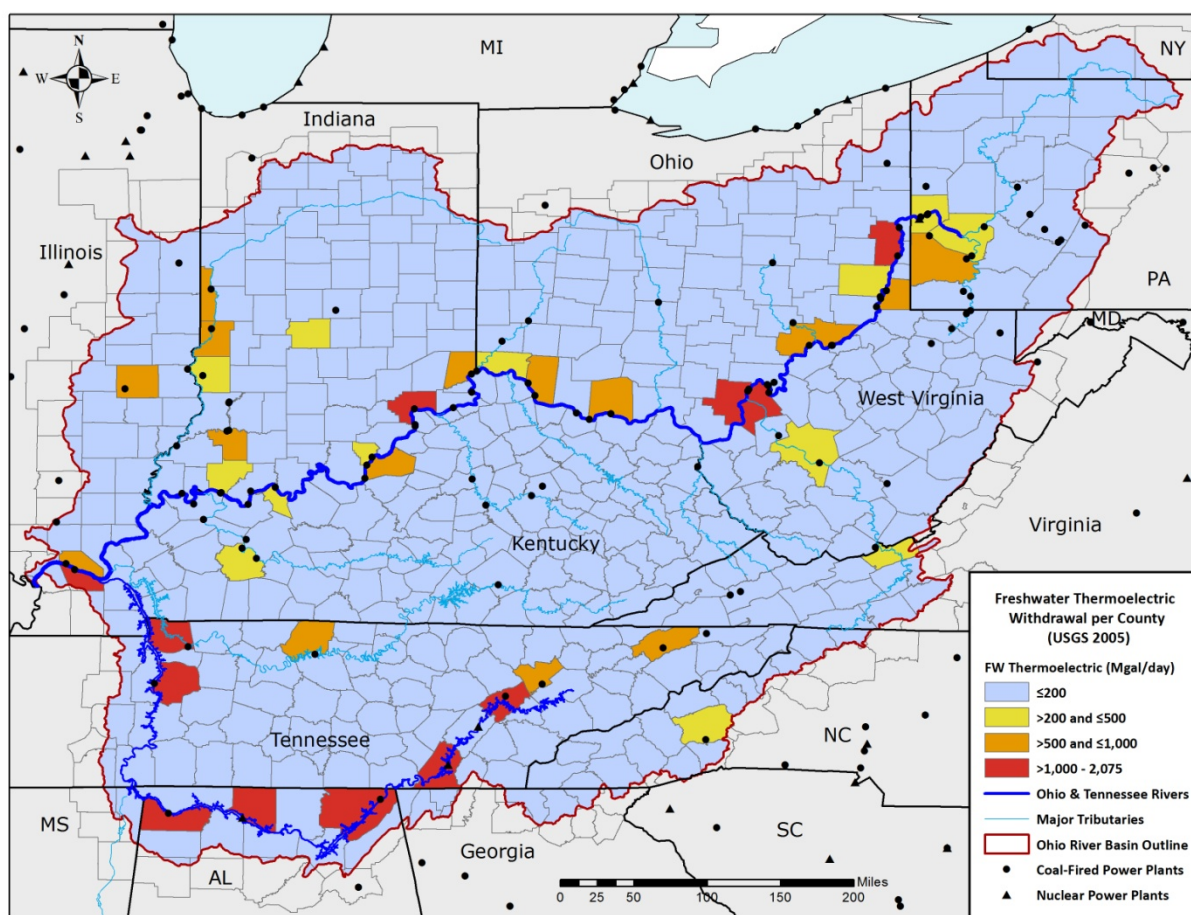 MI
NY
N
W E
S
Indiana
Ohio
Illinois
PA
MD
West Virginia
Virginia
Kentucky
Tennessee
NC
MS
AL
Georgia
SC
Miles
0 25 50 100 150 200
Freshwater Thermoelectric
Withdrawal per County
(USGS 2005)
FW Thermoelectric (Mgal/day)
≤200
>200 and ≤500
>500 and ≤1,000
>1,000 - 2,075
Ohio & Tennessee Rivers
Major Tributaries
Ohio River Basin Outline
Coal-Fired Power Plants
Nuclear Power Plants